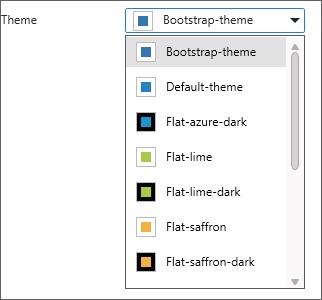 Theme Bootstrap-theme
Bootstrap-theme
Default-theme
Flat-azure-dark
Flat-lime
Flat-lime-dark
Flat-saffron
Flat-saffron-dark